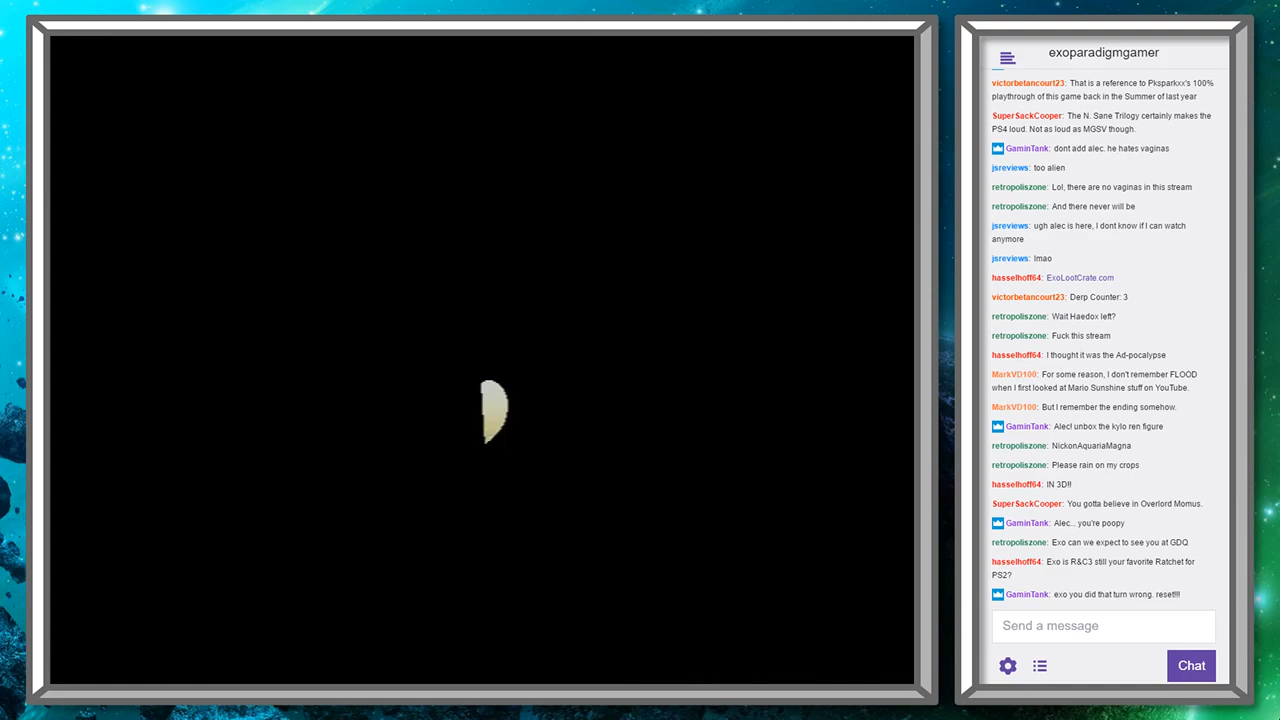 exoparadigmgamer
victorbetancourt23: That is a reference to Pksparkxx's 100%
playthrough of this game back in the Summer of last year
SuperSackCooper: The N. Sane Trilogy certainly makes the
PS4 loud. Not as loud as MGSV though.
GaminTank: dont add alec. he hates vaginas
jsreviews: too alien
retropoliszone: Lol, there are no vaginas in this stream
retropoliszone: And there never will be
jsreviews: ugh alec is here, I dont know if I can watch
anymore
jsreviews: lmao
hasselhoff64: ExoLootCrate.com
victorbetancourt23: Derp Counter: 3
retropoliszone: Wait Haedox left?
retropoliszone: Fuck this stream
hasselhoff64: I thought it was the Ad-pocalypse
MarkVD100: For some reason, I don't remember FLOOD
when I first looked at Mario Sunshine stuff on YouTube.
MarkVD100: But I remember the ending somehow.
GaminTank: Alec! unbox the kylo ren figure
retropoliszone: NickonAquariaMagna
retropoliszone: Please rain on my crops
hasselhoff64: IN 3D!!
SuperSackCooper: You gotta believe in Overlord Momus.
GaminTank: Alec... you're poopy
retropoliszone: Exo can we expect to see you at GDQ
hasselhoff64: Exo is R&C3 still your favorite Ratchet for
PS2?
GaminTank: exo you did that turn wrong. reset!!!
Send a message
Chat